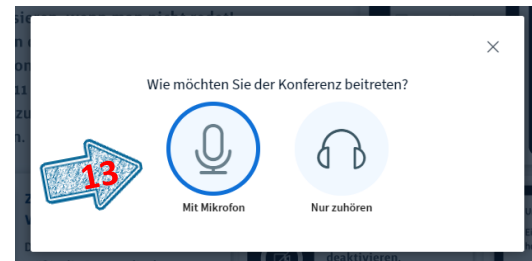 Wie möchten Sie der Konferenz beitreten?
13
Mit Mikrofon
Nur zuhören
deaktivieren.